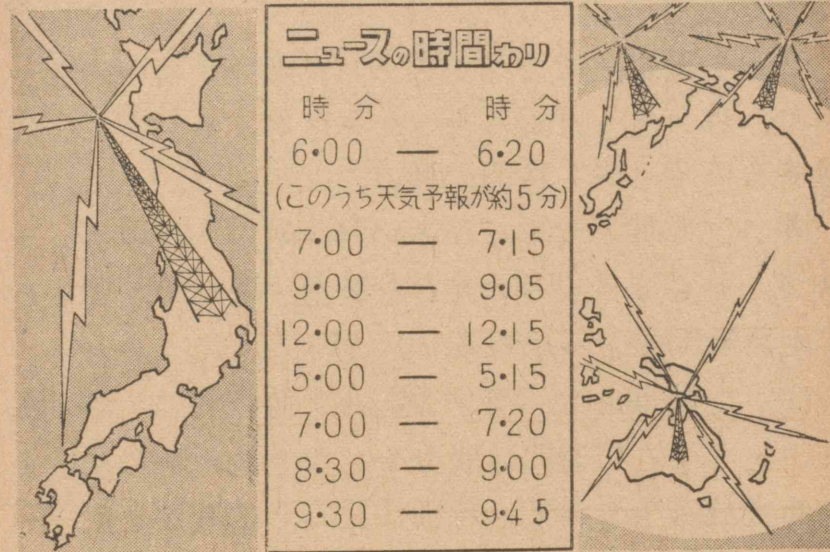 ニュースの時間わり
時 分 時 分
6・00 — 6・20
(このうち天気予報が約5分)
7・00 — 7・15
9・00 — 9・05
12・00 — 12・15
5・00 — 5・15
7・00 — 7・20
8・30 — 9・00
9・30 — 9・45